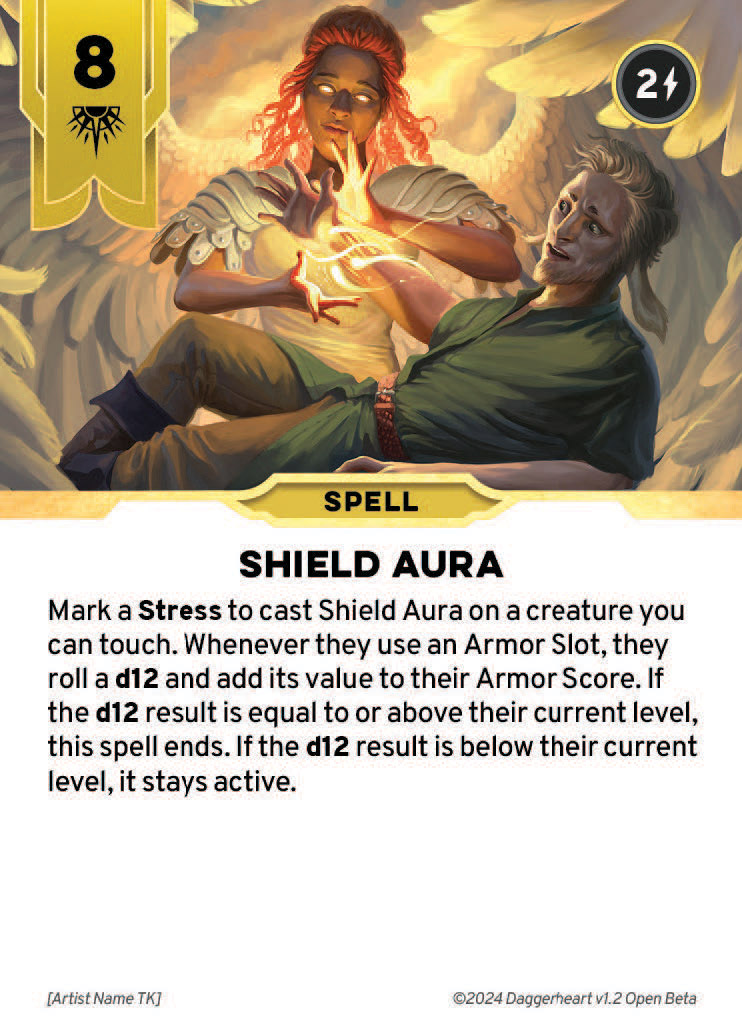 8
2
SPELL
SHIELD AURA
Mark a Stress to cast Shield Aura on a creature you
can touch. Whenever they use an Armor Slot, they
roll a d12 and add its value to their Armor Score. If
the d12 result is equal to or above their current level,
this spell ends. If the d12 result is below their current
level, it stays active.
[Artist Name TK]
©2024 Daggerheart v1.2 Open Beta